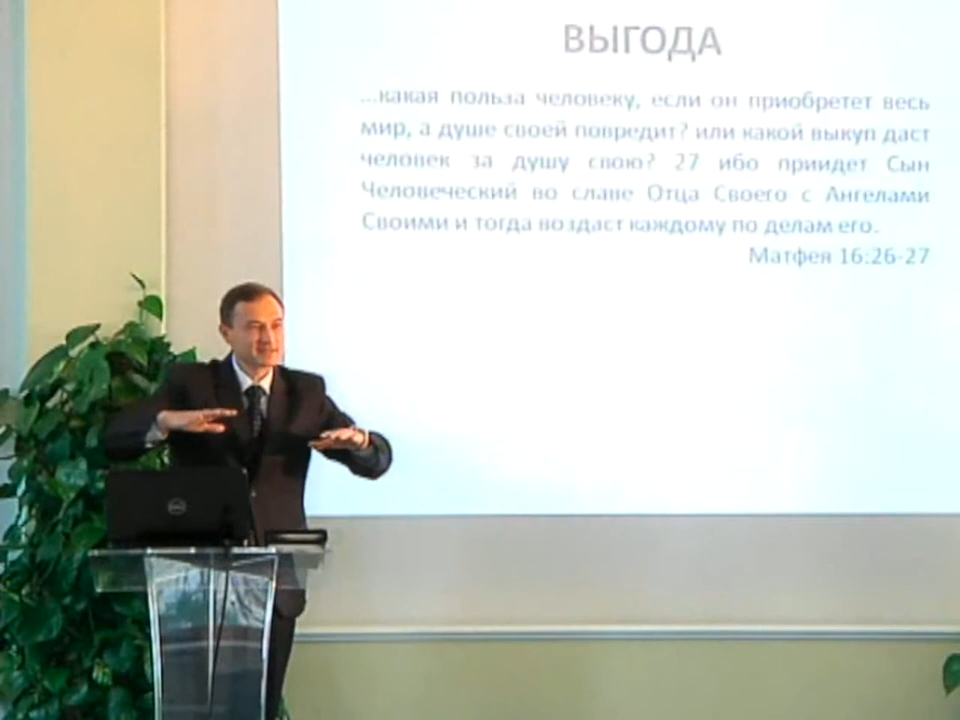 ВЫГОДА
...какая польза человеку, если он приобретет весь
мир, а душе своей повредит? или какой выкуп даст
человек за душу свою? 27 ибо приидет Сын
Человеческий во славе Отца Своего с Ангелами
Своими и тогда воздаст каждому по делам его.
Матфея 16:26-27